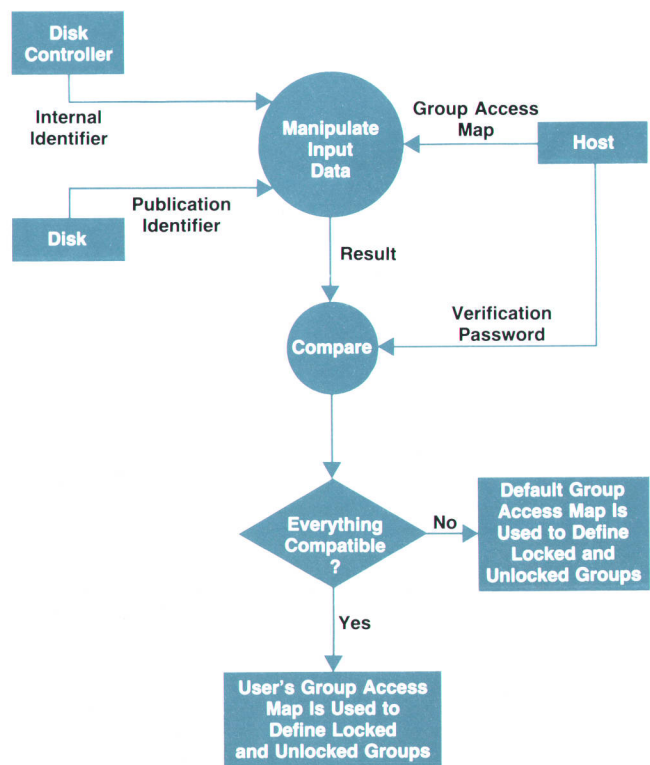 Disk
Controller
Internal
Identifier
Manipulate
Input
Data
Group Access
Map
Host
Publication
Identifier
Disk
Result
Verification
Password
Compare
Everything
Compatible
?
No
Default Group
Access Map Is
Used to Define
Locked and
Unlocked Groups
Yes
User's Group Access
Map Is Used to
Define Locked
and Unlocked Groups